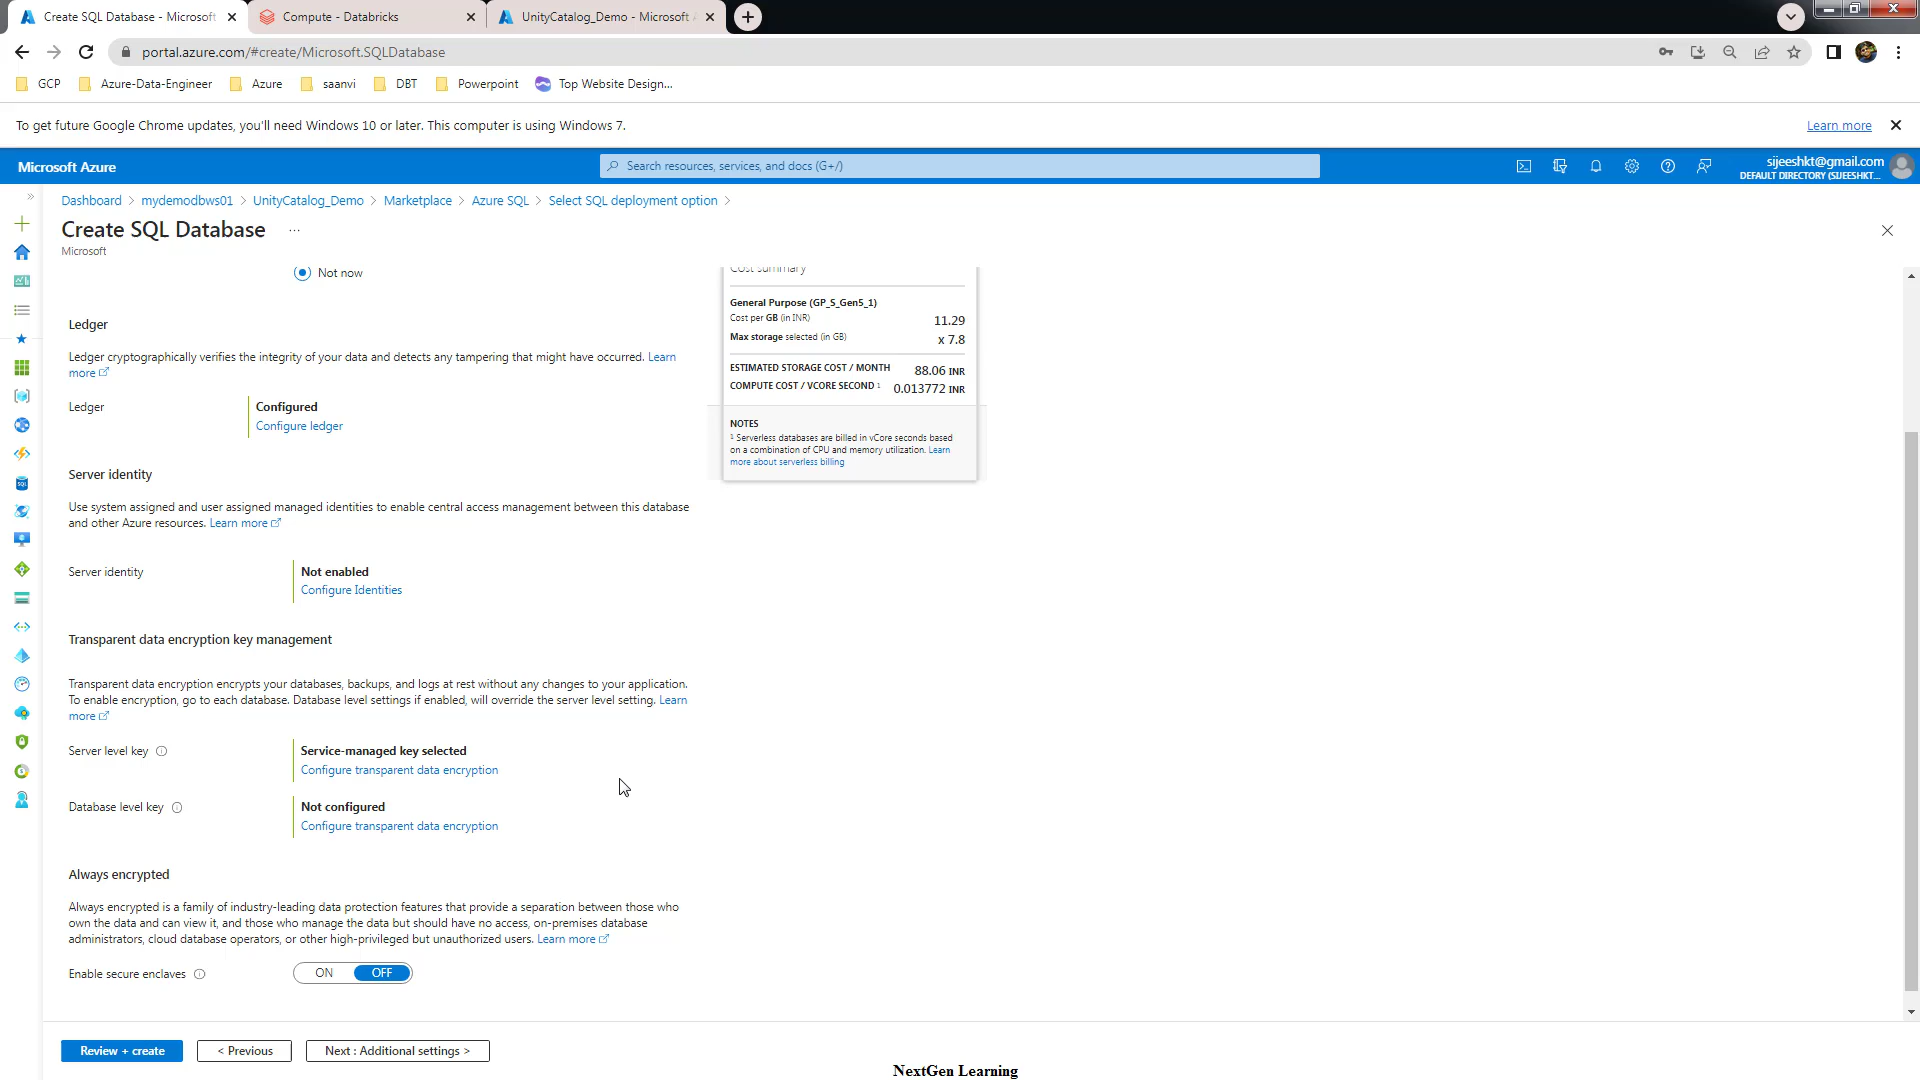 Create SQL Database - Microsoft
Compute - Databricks
UnityCatalog_Demo - Microsoft
portal.azure.com/#create/Microsoft.SQLDatabase
GCP
Azure-Data-Engineer
Azure
saanvi
DBT
Powerpoint
Top Website Design...
To get future Google Chrome updates, you'll need Windows 10 or later. This computer is using Windows 7.
Learn more
Microsoft Azure
Search resources, services, and docs (G+/)
sijeeshkt@gmail.com
DEFAULT DIRECTORY (SIJEESHKT...
Dashboard > mydemodbws01 > UnityCatalog_Demo > Marketplace > Azure SQL > Select SQL deployment option >
Create SQL Database ...
Microsoft
Not now
Cost summary
General Purpose (GP_S_Gen5_1)
Cost per GB (in INR) 11.29
Max storage selected (in GB) x 7.8
ESTIMATED STORAGE COST / MONTH 88.06 INR
COMPUTE COST / VCORE SECOND 1 0.013772 INR
NOTES
1 Serverless databases are billed in vCore seconds based
on a combination of CPU and memory utilization. Learn
more about serverless billing
Ledger
Ledger cryptographically verifies the integrity of your data and detects any tampering that might have occurred. Learn
more
Ledger
Configured
Configure ledger
Server identity
Use system assigned and user assigned managed identities to enable central access management between this database
and other Azure resources. Learn more
Server identity
Not enabled
Configure Identities
Transparent data encryption key management
Transparent data encryption encrypts your databases, backups, and logs at rest without any changes to your application.
To enable encryption, go to each database. Database level settings if enabled, will override the server level setting. Learn
more
Server level key
Service-managed key selected
Configure transparent data encryption
Database level key
Not configured
Configure transparent data encryption
Always encrypted
Always encrypted is a family of industry-leading data protection features that provide a separation between those who
own the data and can view it, and those who manage the data but should have no access, on-premises database
administrators, cloud database operators, or other high-privileged but unauthorized users. Learn more
Enable secure enclaves
ON OFF
Review + create
< Previous
Next : Additional settings >
NextGen Learning